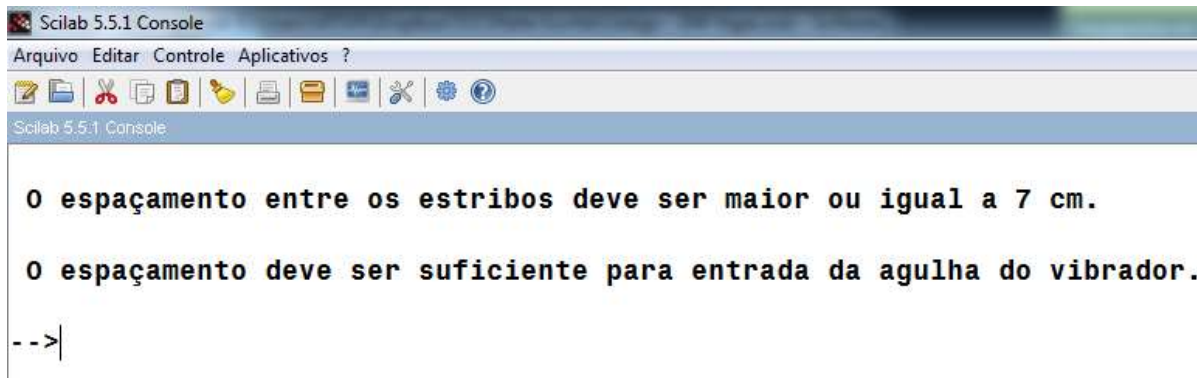 Scilab 5.5.1 Console
Arquivo Editar Controle Aplicativos ?
Scilab 5.5.1 Console
O espaçamento entre os estribos deve ser maior ou igual a 7 cm.
O espaçamento deve ser suficiente para entrada da agulha do vibrador.
-->